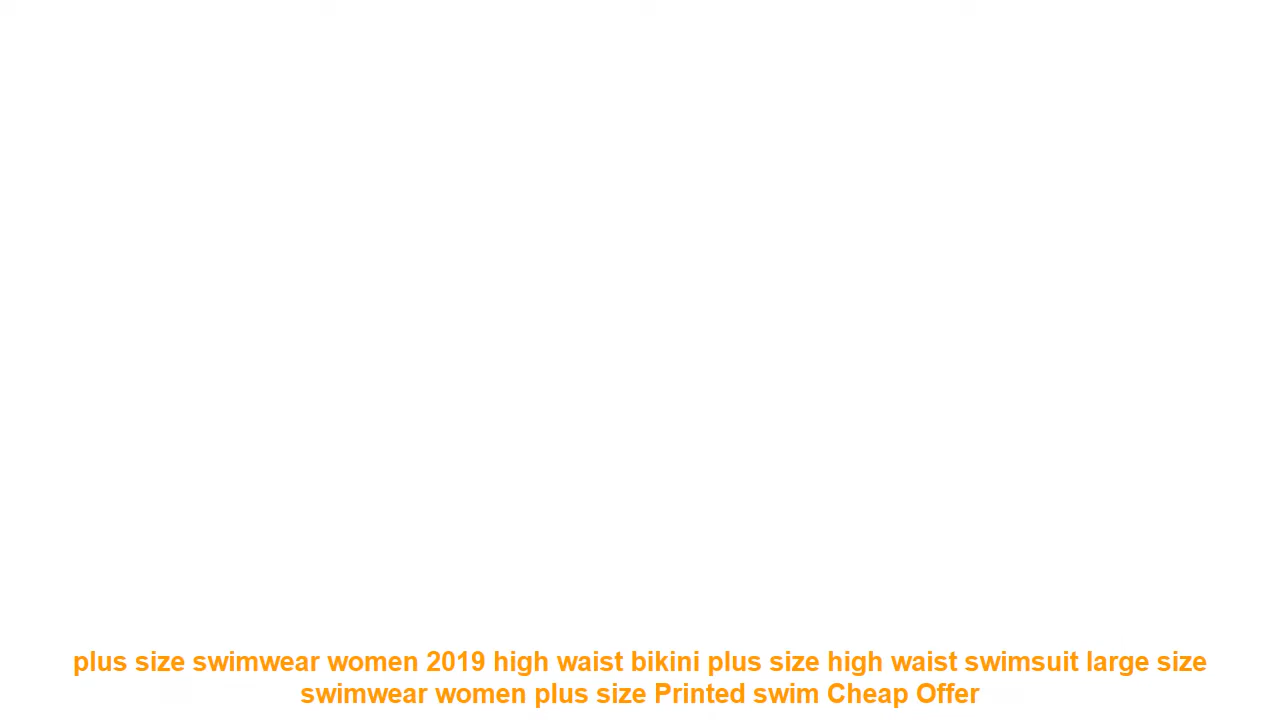 plus size swimwear women 2019 high waist bikini plus size high waist swimsuit large size
swimwear women plus size Printed swim Cheap Offer